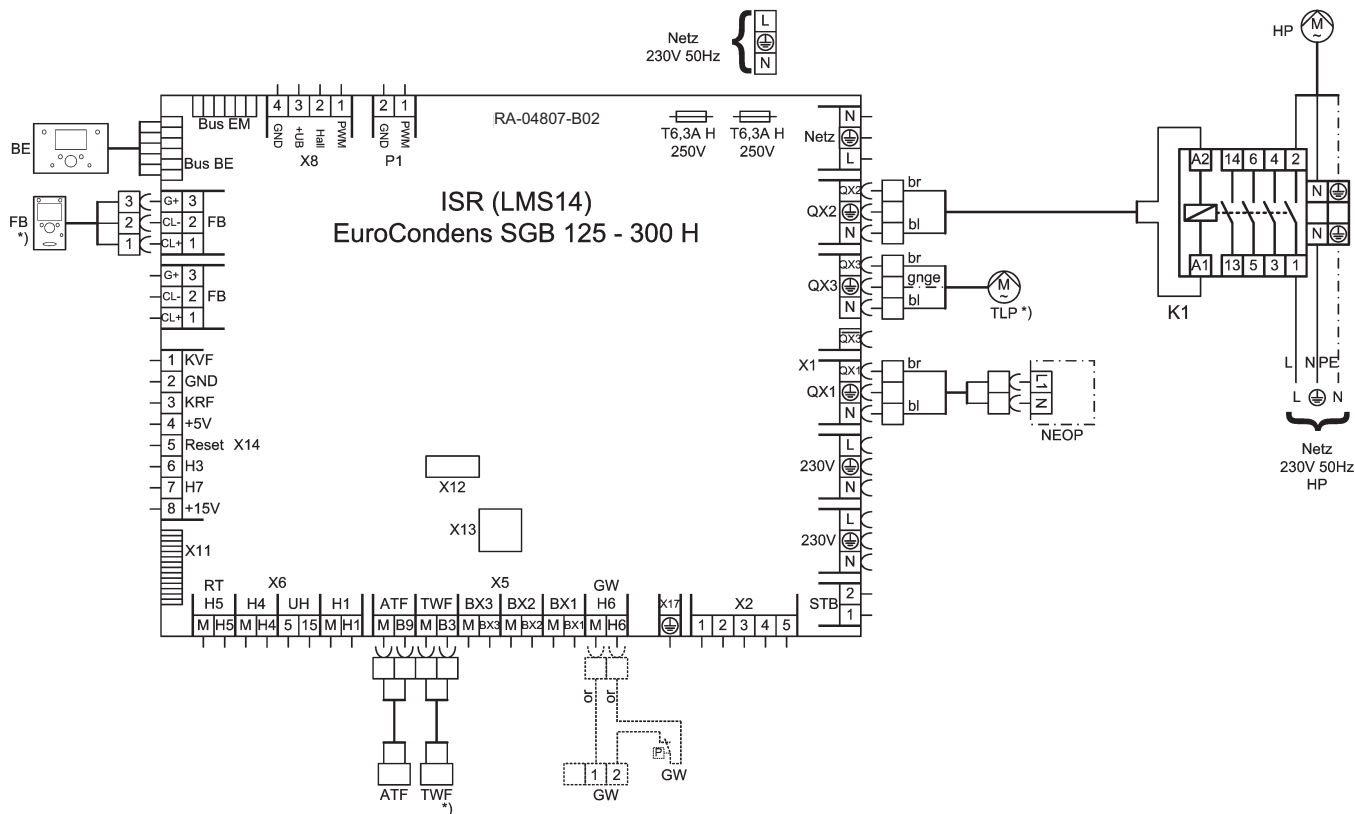 Netz
230V 50Hz
L
N
HP
M
~
4 3 2 1
GND +UB Hall PWM
X8
2 1
GND PWM
P1
Bus EM
RA-04807-B02
T6,3A H
250V
T6,3A H
250V
N
Netz
L
BE
Bus BE
FB
*)
3
2
1
G+ 3
CL- 2 FB
CL+ 1
G+ 3
CL- 2 FB
CL+ 1
ISR (LMS14)
EuroCondens SGB 125 - 300 H
QX2
QX2
N
br
bl
QX3
QX3
N
br
gnge
bl
M
~
TLP *)
QX3
X1
QX1
QX1
N
br
bl
L1
N
NEOP
A2 14 6 4 2
N
A1 13 5 3 1
N
K1
L N PE
L N
Netz
230V 50Hz
HP
1 KVF
2 GND
3 KRF
4 +5V
5 Reset X14
6 H3
7 H7
8 +15V
X11
X12
X13
L
230V
N
L
230V
N
STB
2
1
RT X6 X5 GW
H5 H4 UH H1 ATF TWF BX3 BX2 BX1 H6 X17 X2
M H5 M H4 5 15 M H1 M B9 M B3 M BX3 M BX2 M BX1 M H6 1 2 3 4 5
or or
P
1 2
GW
GW
ATF
TWF
*)